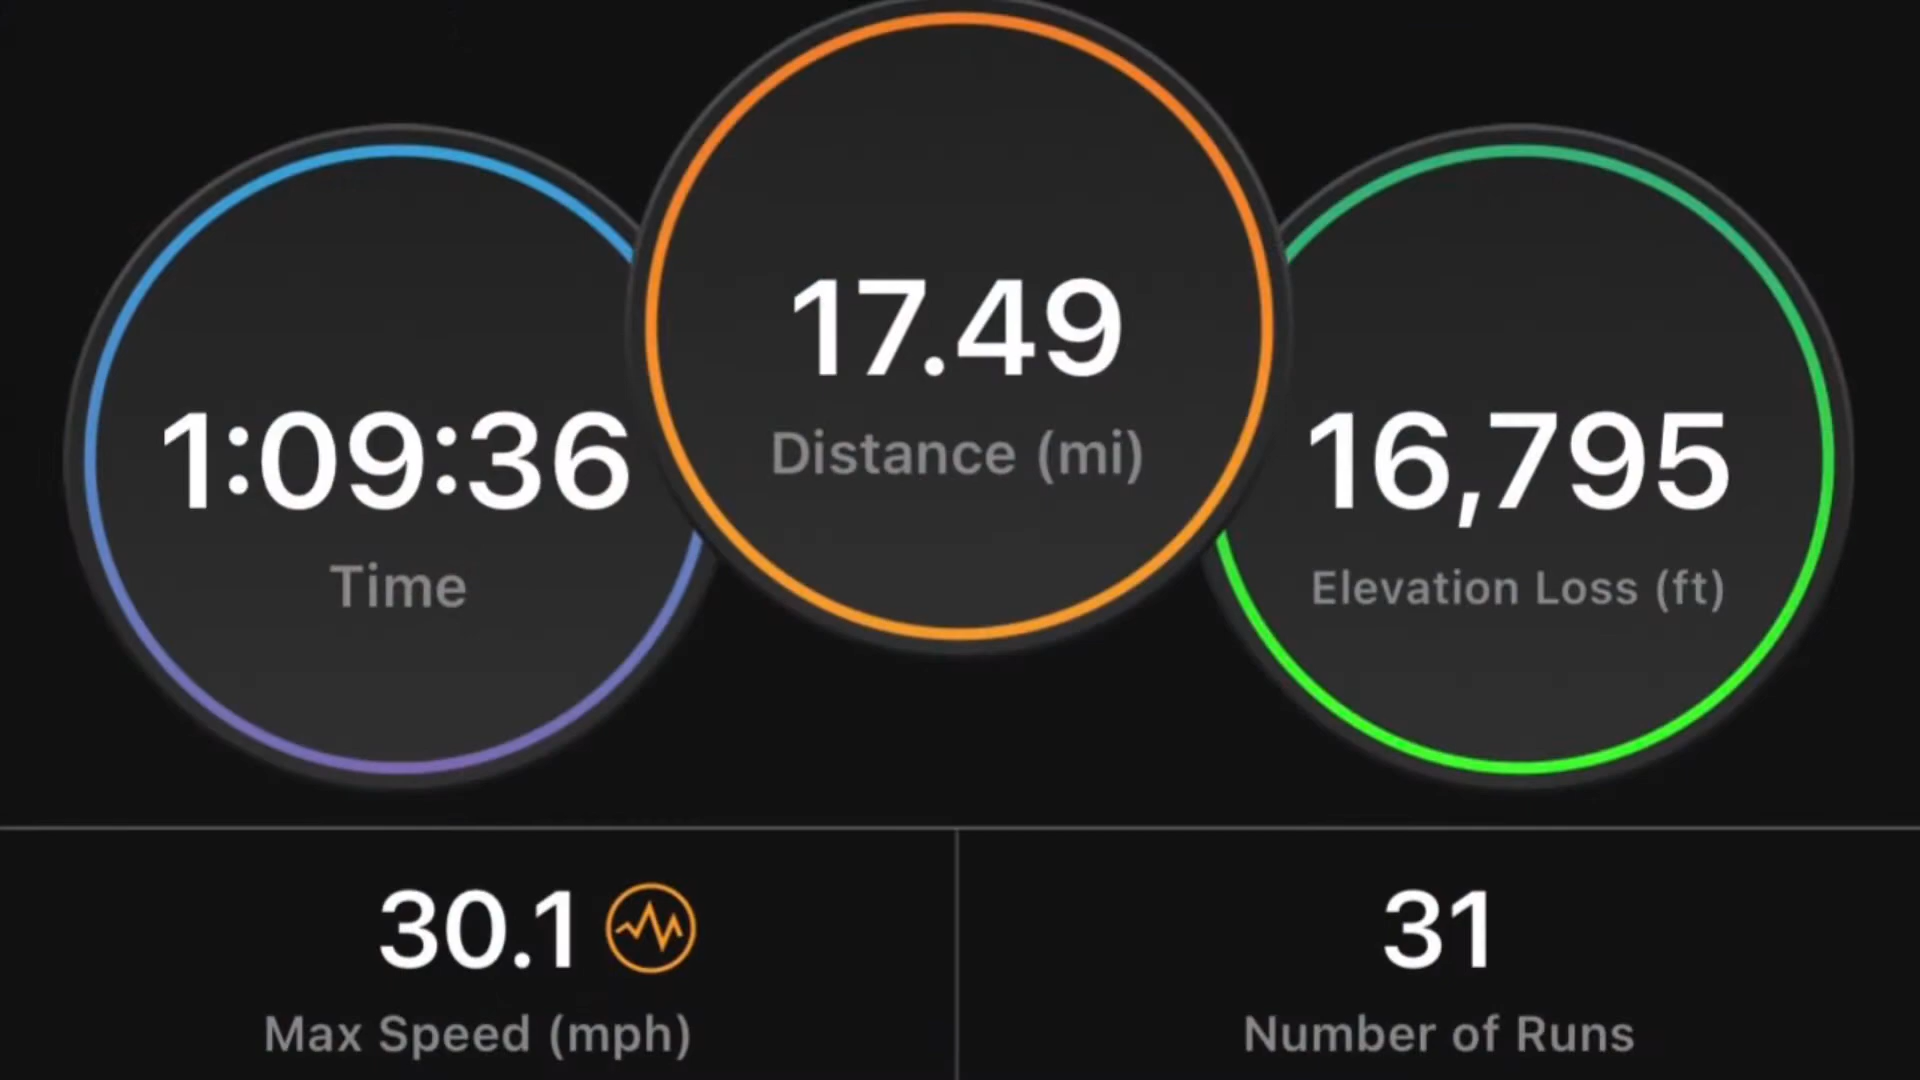 17.49
Distance (mi)
1:09:36
Time
16,795
Elevation Loss (ft)
30.1
Max Speed (mph)
31
Number of Runs